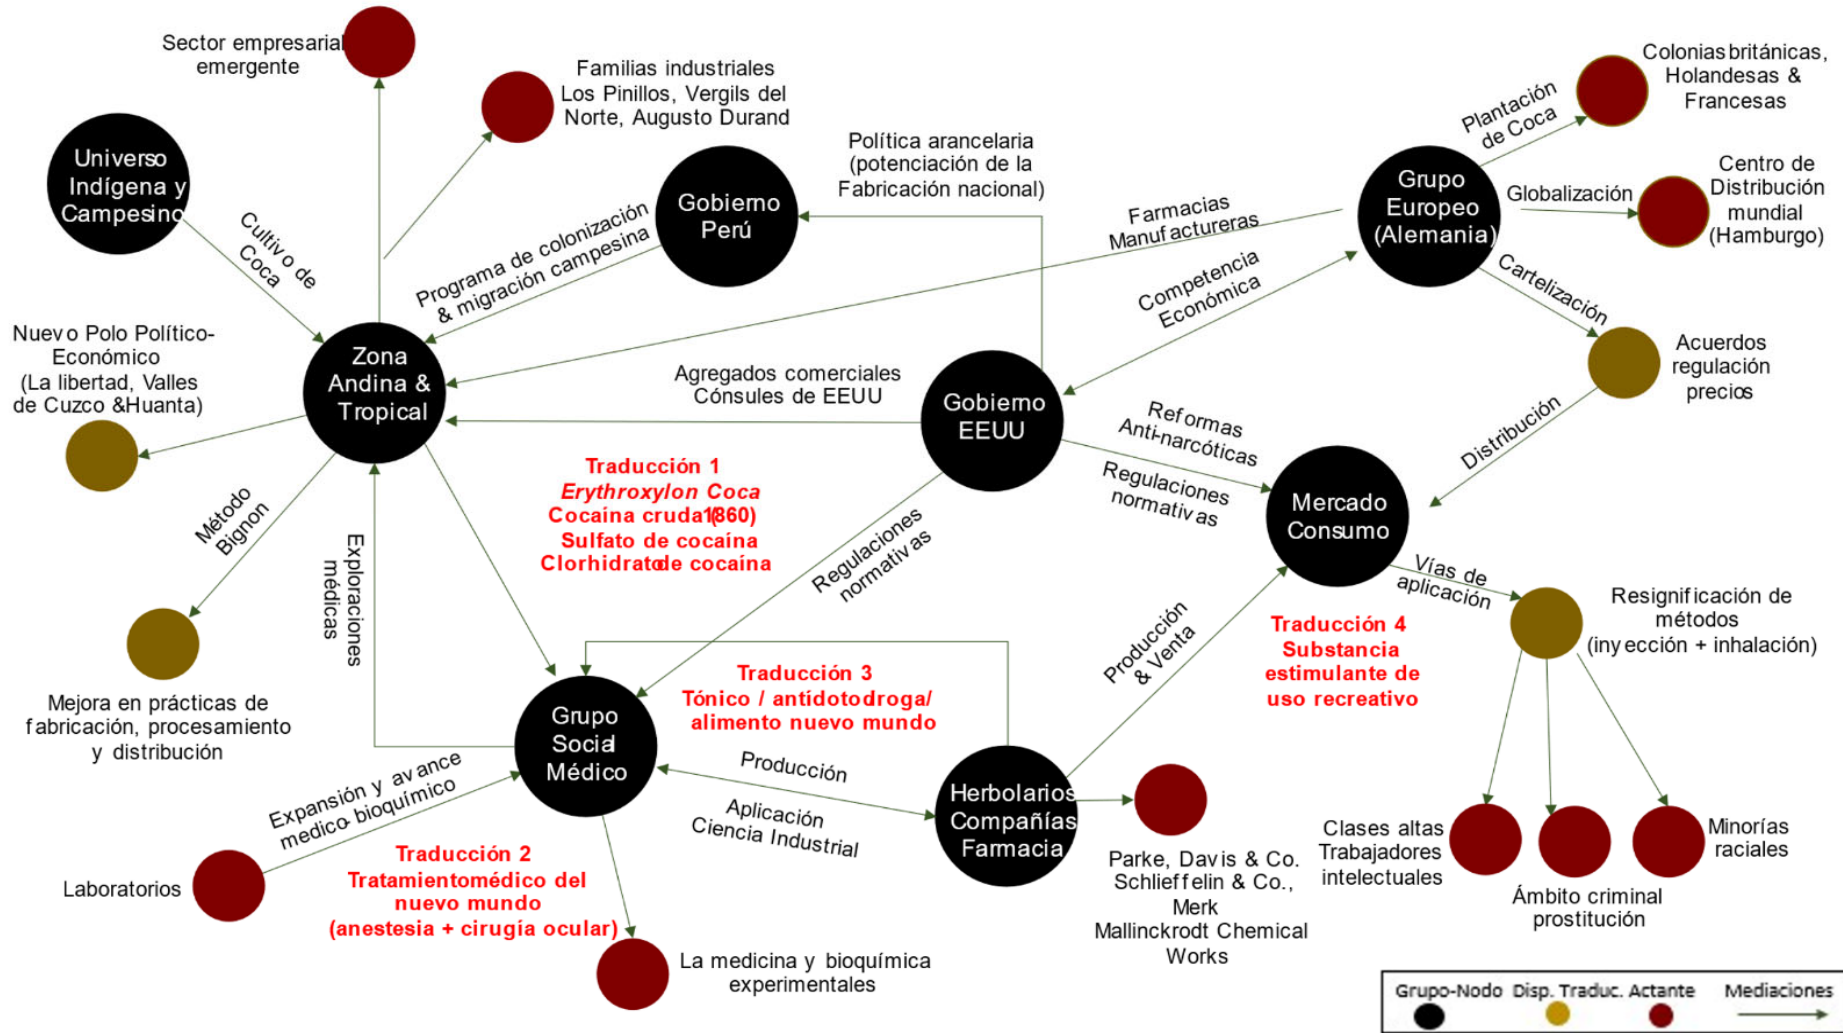 Sector empresarial
emergente
Familias industriales
Los Pinillos, Vergils del
Norte, Augusto Durand
Colonias británicas,
Holandesas &
Francesas
Plantación
de Coca
Universo
Indígena y
Campesino
Política arancelaria
(potenciación de la
Fabricación nacional)
Gobierno
Perú
Grupo
Europeo
(Alemania)
Globalización
Centro de
Distribución
mundial
(Hamburgo)
Cultivo de
Coca
Programa de colonización
& migración campesina
Farmacias
Manufactureras
Competencia
Económica
Cartelización
Nuevo Polo Político-
Económico
(La libertad, Valles
de Cuzco &Huanta)
Zona
Andina &
Tropical
Agregados comerciales
Cónsules de EEUU
Gobierno
EEUU
Acuerdos
regulación
precios
Reformas
Anti-narcóticas
Regulaciones
normativas
Distribución
Mercado
Consumo
Método
Bignon
Exploraciones
médicas
Traducción 1
Erythroxylon Coca
Cocaína cruda (1860)
Sulfato de cocaína
Clorhidrato de cocaína
Regulaciones
normativas
Vías de
aplicación
Resignificación de
métodos
(inyección + inhalación)
Mejora en prácticas de
fabricación, procesamiento
y distribución
Traducción 3
Tónico / antídotodroga/
alimento nuevo mundo
Producción
& Venta
Traducción 4
Substancia
estimulante de
uso recreativo
Grupo
Social
Médico
Producción
Aplicación
Ciencia Industrial
Herbolarios
Compañías
Farmacia
Expansión y avance
medico- bioquímico
Laboratorios
Traducción 2
Tratamientomédico del
nuevo mundo
(anestesia + cirugía ocular)
La medicina y bioquímica
experimentales
Parke, Davis & Co.
Schlieffelin & Co.,
Merk
Mallinckrodt Chemical
Works
Clases altas
Trabajadores
intelectuales
Ámbito criminal
prostitución
Minorías
raciales
Grupo-Nodo Disp. Traduc. Actante Mediaciones